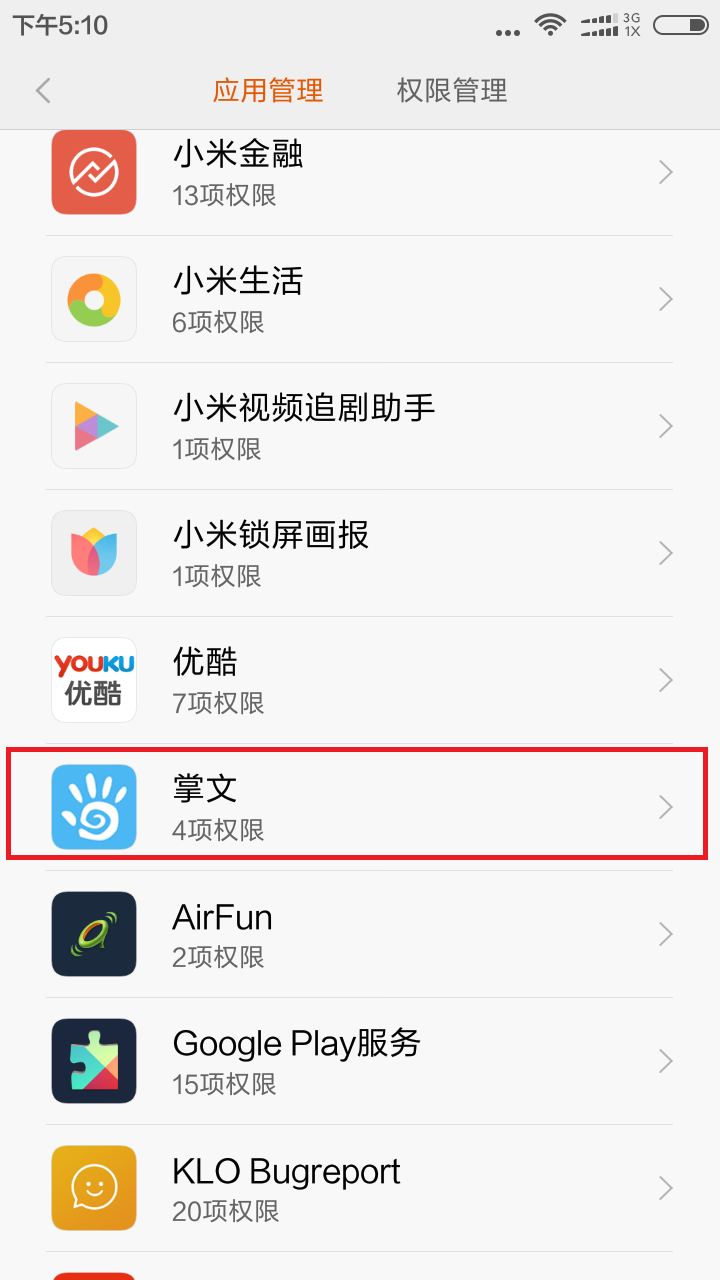 下午5:10
3G
1X
应用管理 权限管理
小米金融
13项权限
小米生活
6项权限
小米视频追剧助手
1项权限
小米锁屏画报
1项权限
YOUKU
优酷
优酷
7项权限
掌文
4项权限
AirFun
2项权限
Google Play服务
15项权限
KLO Bugreport
20项权限